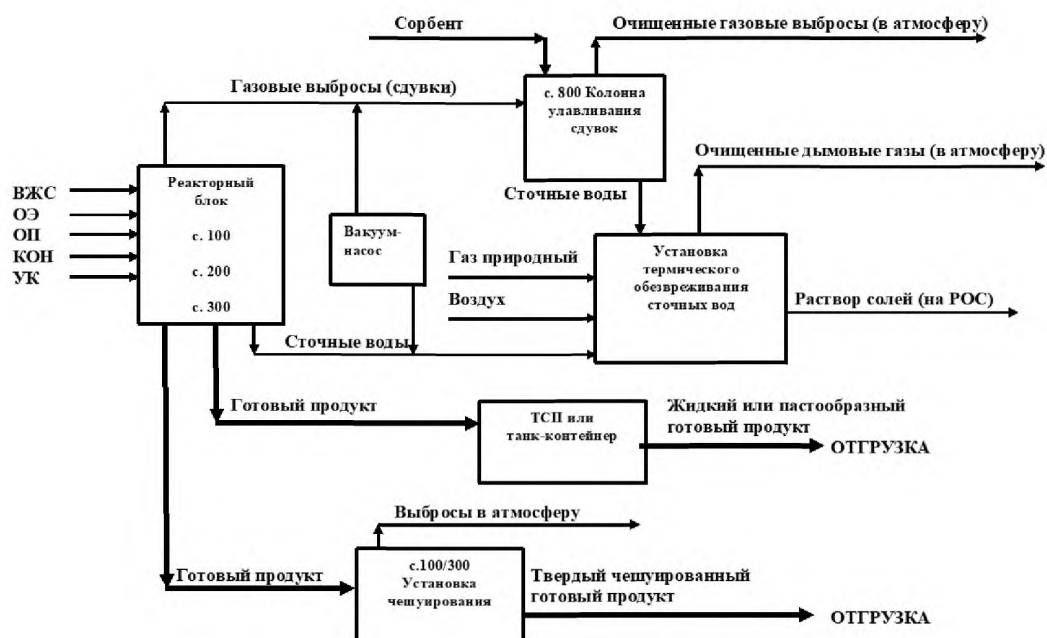 Сорбент
Очищенные газовые выбросы (в атмосферу)
Газовые выбросы (сдувки)
с. 800 Колонна
улавливания
сдувок
Очищенные дымовые газы (в атмосферу)
Сточные воды
ВЖС
ОЭ
ОП
КОН
УК
Реакторный
блок
с. 100
с. 200
с. 300
Вакуум-
насос
Газ природный
Воздух
Установка
термического
обезвреживания
сточных вод
Раствор солей (на РОС)
Сточные воды
Готовый продукт
ТСП или
танк-контейнер
Жидкий или пастообразный
готовый продукт
ОТГРУЗКА
Выбросы в атмосферу
Готовый продукт
с.100/300
Установка
чешуирования
Твердый чешуированный
готовый продукт
ОТГРУЗКА